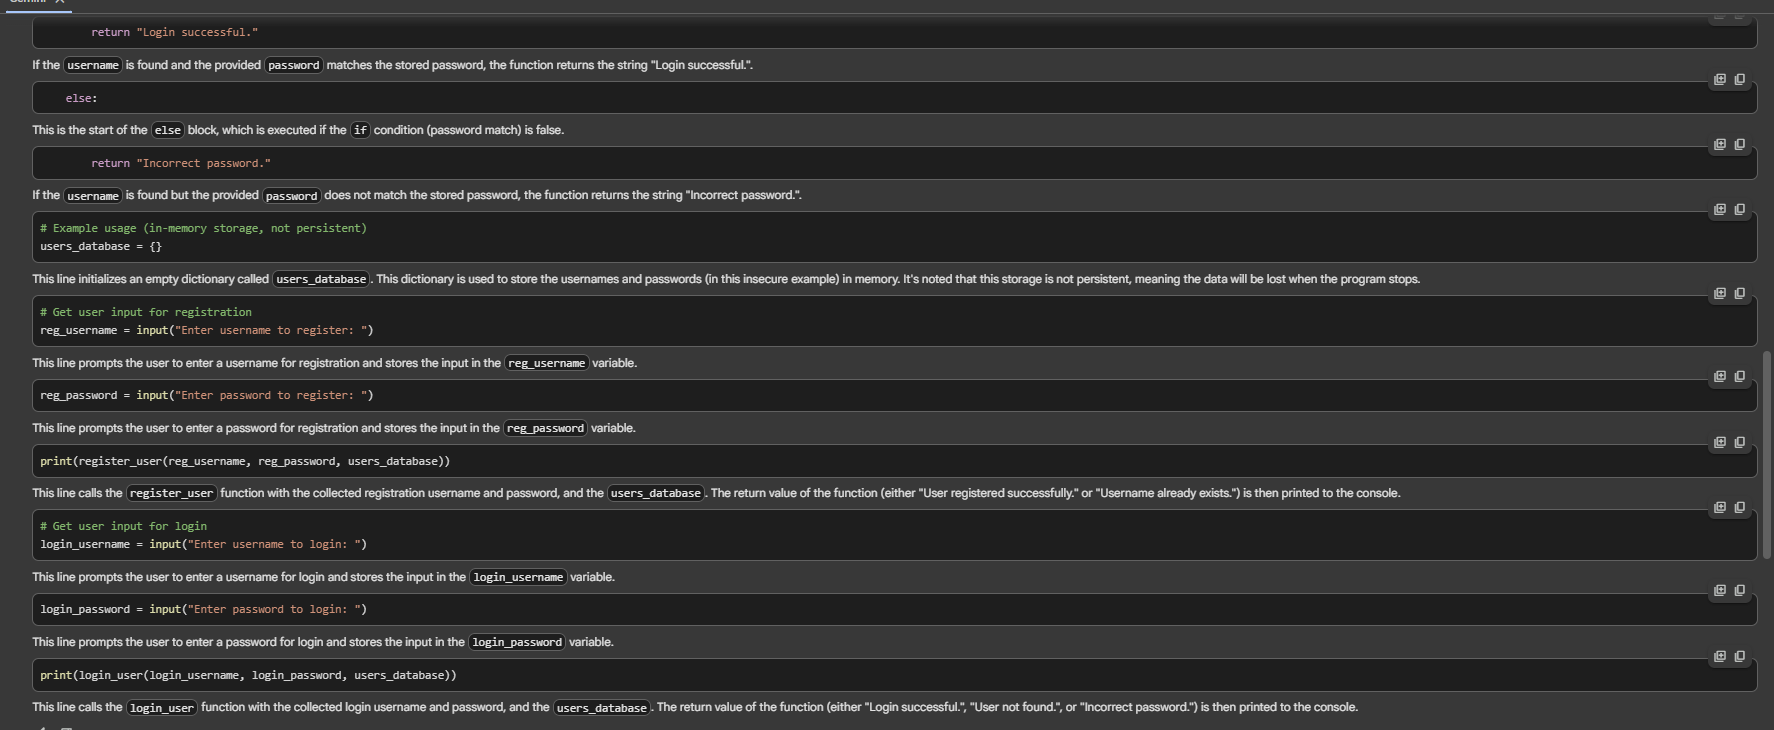 return "Login successful."
If the username is found and the provided password matches the stored password, the function returns the string "Login successful.".
else:
This is the start of the else block, which is executed if the if condition (password match) is false.
return "Incorrect password."
If the username is found but the provided password does not match the stored password, the function returns the string "Incorrect password.".
# Example usage (in-memory storage, not persistent)
users_database = {}
This line initializes an empty dictionary called users_database. This dictionary is used to store the usernames and passwords (in this insecure example) in memory. It's noted that this storage is not persistent, meaning the data will be lost when the program stops.
# Get user input for registration
reg_username = input("Enter username to register: ")
This line prompts the user to enter a username for registration and stores the input in the reg_username variable.
reg_password = input("Enter password to register: ")
This line prompts the user to enter a password for registration and stores the input in the reg_password variable.
print(register_user(reg_username, reg_password, users_database))
This line calls the register_user function with the collected registration username and password, and the users_database. The return value of the function (either "User registered successfully." or "Username already exists.") is then printed to the console.
# Get user input for login
login_username = input("Enter username to login: ")
This line prompts the user to enter a username for login and stores the input in the login_username variable.
login_password = input("Enter password to login: ")
This line prompts the user to enter a password for login and stores the input in the login_password variable.
print(login_user(login_username, login_password, users_database))
This line calls the login_user function with the collected login username and password, and the users_database. The return value of the function (either "Login successful.", "User not found.", or "Incorrect password.") is then printed to the console.